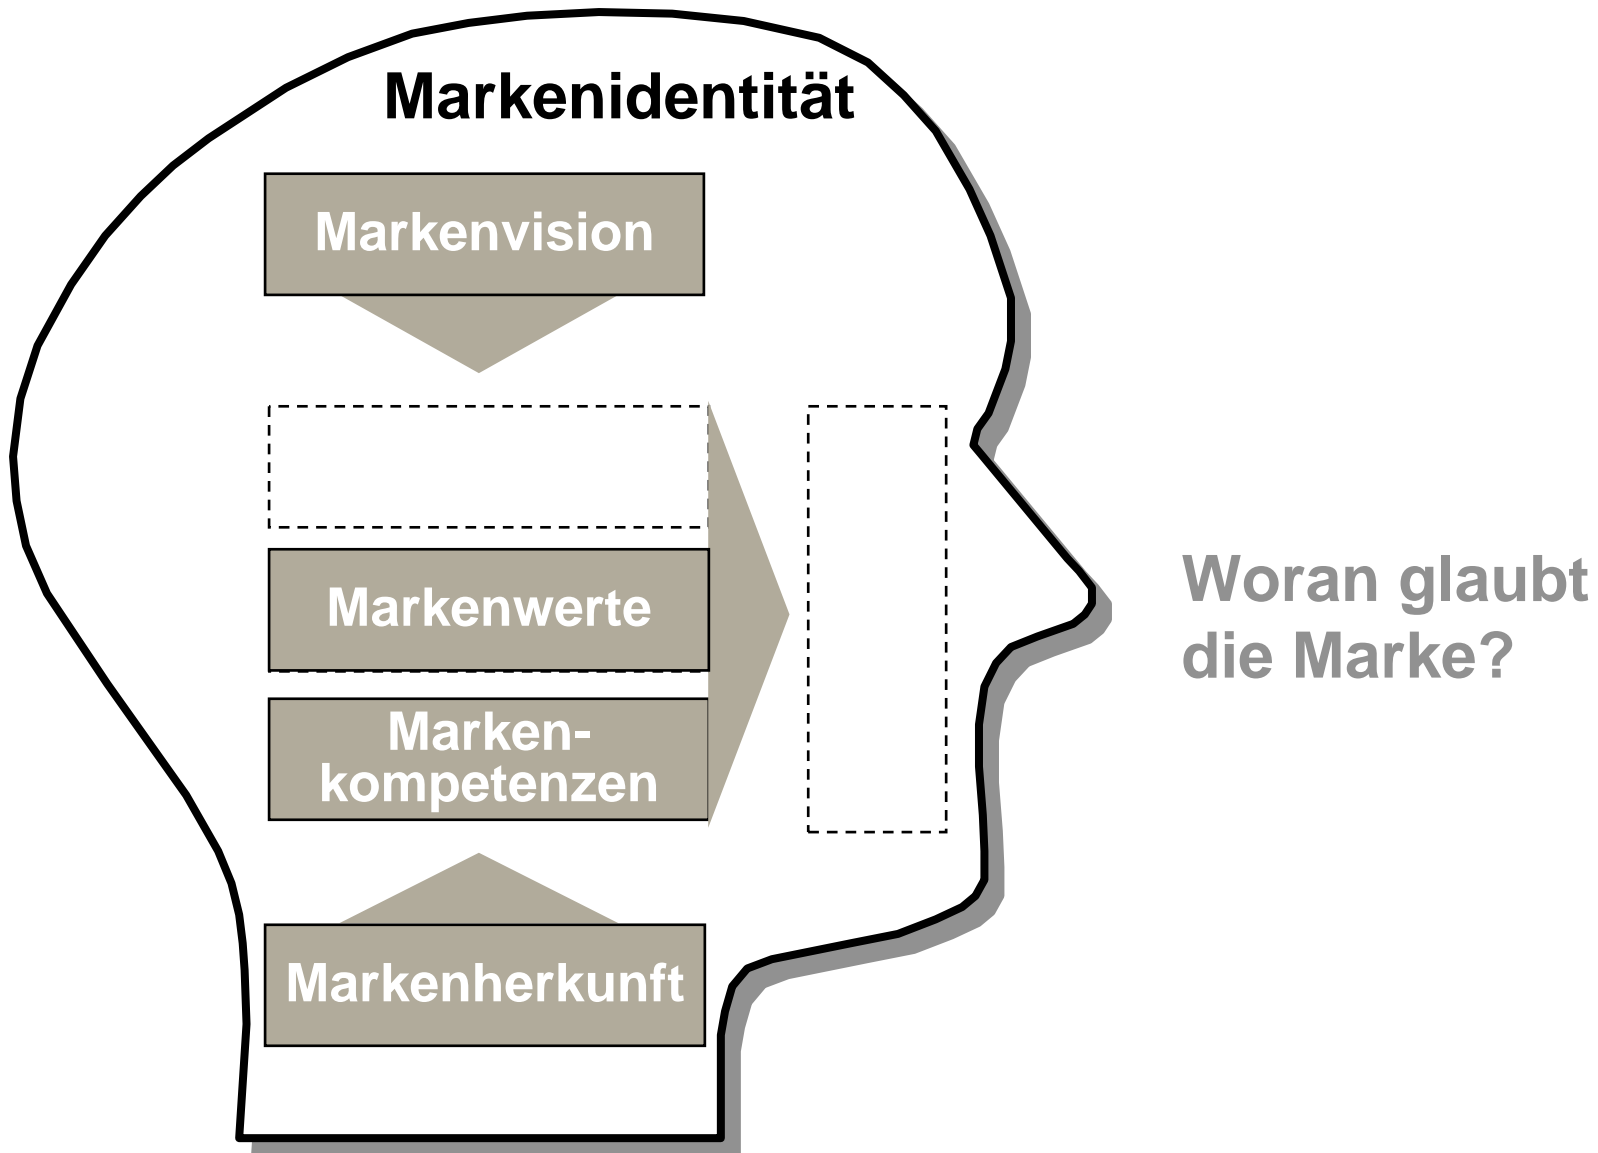 Markenidentität
Markenvision
Markenwerte
Marken-
kompetenzen
Markenherkunft
Woran glaubt
die Marke?